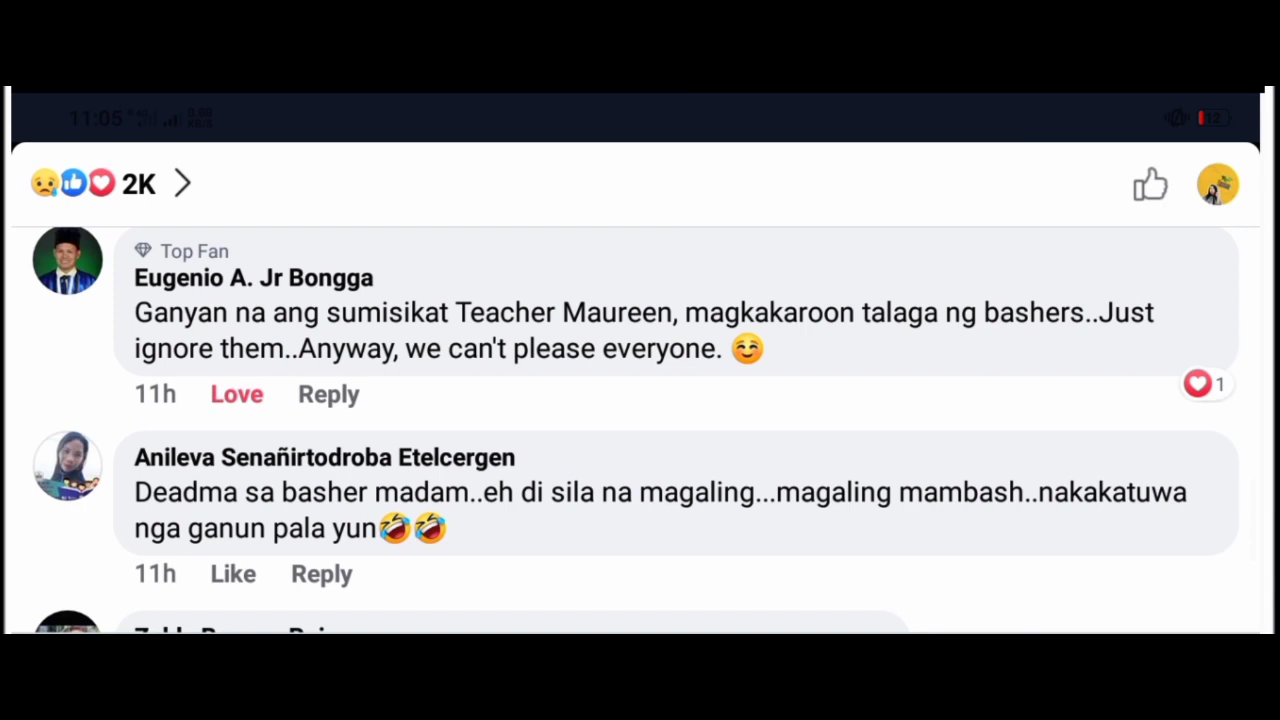 11:05
2K
Top Fan
Eugenio A. Jr Bongga
Ganyan na ang sumisikat Teacher Maureen, magkakaroon talaga ng bashers..Just
ignore them..Anyway, we can't please everyone. ☺️
11h Love Reply
1
Anileva Senañirtodroba Etelcergen
Deadma sa basher madam..eh di sila na magaling...magaling mambash..nakakatuwa
nga ganun pala yun🤣🤣
11h Like Reply